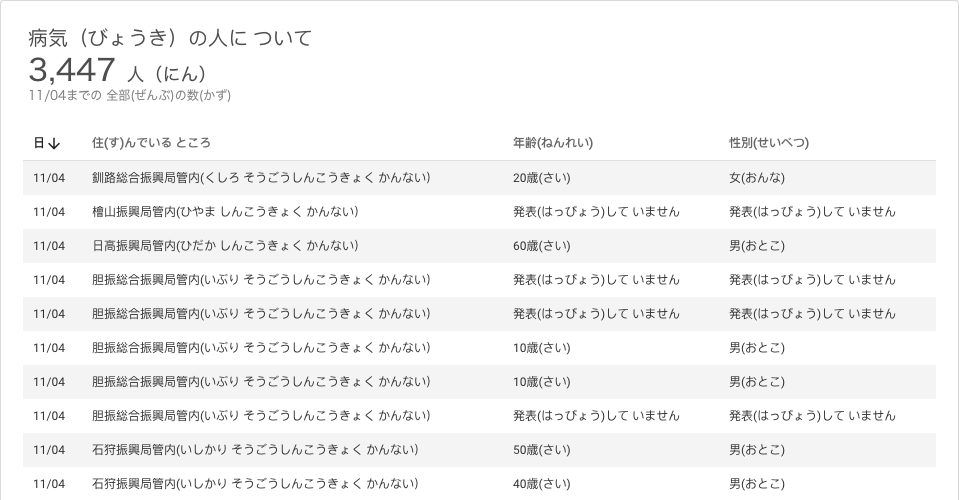 病気（びょうき）の人に ついて
3,447 人（にん）
11/04までの 全部(ぜんぶ)の数(かず)
日↓ 住(す)んでいる ところ 年齢(ねんれい) 性別(せいべつ)
11/04 釧路総合振興局管内(くしろ そうごうしんこうきょく かんない) 20歳(さい) 女(おんな)
11/04 檜山振興局管内(ひやま しんこうきょく かんない) 発表(はっぴょう)して いません 発表(はっぴょう)して いません
11/04 日高振興局管内(ひだか しんこうきょく かんない) 60歳(さい) 男(おとこ)
11/04 胆振総合振興局管内(いぶり そうごうしんこうきょく かんない) 発表(はっぴょう)して いません 発表(はっぴょう)して いません
11/04 胆振総合振興局管内(いぶり そうごうしんこうきょく かんない) 発表(はっぴょう)して いません 発表(はっぴょう)して いません
11/04 胆振総合振興局管内(いぶり そうごうしんこうきょく かんない) 10歳(さい) 男(おとこ)
11/04 胆振総合振興局管内(いぶり そうごうしんこうきょく かんない) 10歳(さい) 男(おとこ)
11/04 胆振総合振興局管内(いぶり そうごうしんこうきょく かんない) 発表(はっぴょう)して いません 発表(はっぴょう)して いません
11/04 石狩振興局管内(いしかり そうごうしんこうきょく かんない) 50歳(さい) 男(おとこ)
11/04 石狩振興局管内(いしかり そうごうしんこうきょく かんない) 40歳(さい) 男(おとこ)